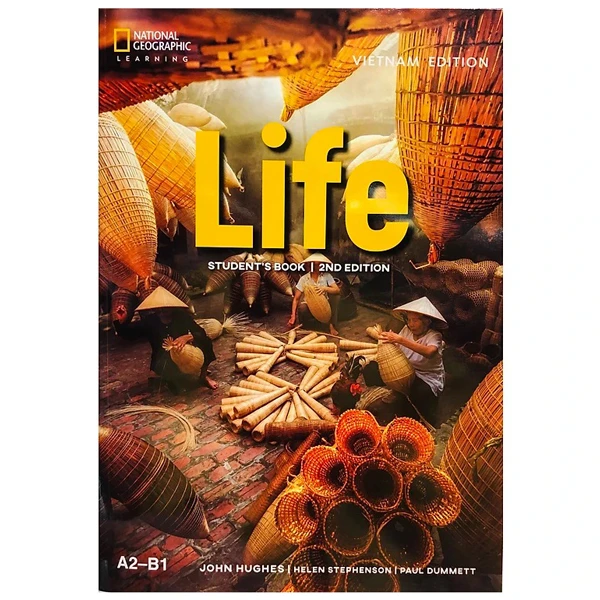 NATIONAL
GEOGRAPHIC
LEARNING
VIETNAM EDITION
Life
STUDENT'S BOOK | 2ND EDITION
A2–B1
JOHN HUGHES | HELEN STEPHENSON | PAUL DUMMETT